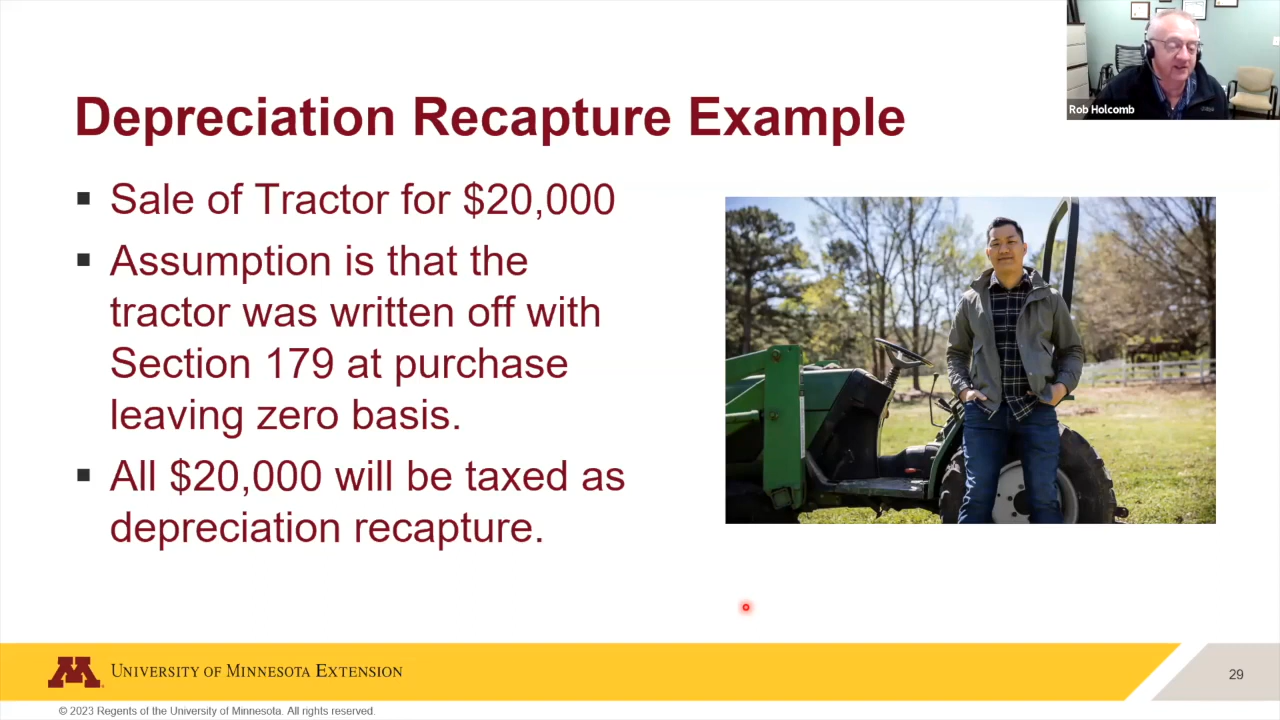 Depreciation Recapture Example
Rob Holcomb
▪ Sale of Tractor for $20,000
▪ Assumption is that the
tractor was written off with
Section 179 at purchase
leaving zero basis.
▪ All $20,000 will be taxed as
depreciation recapture.
M
UNIVERSITY OF MINNESOTA EXTENSION
29
© 2023 Regents of the University of Minnesota. All rights reserved.